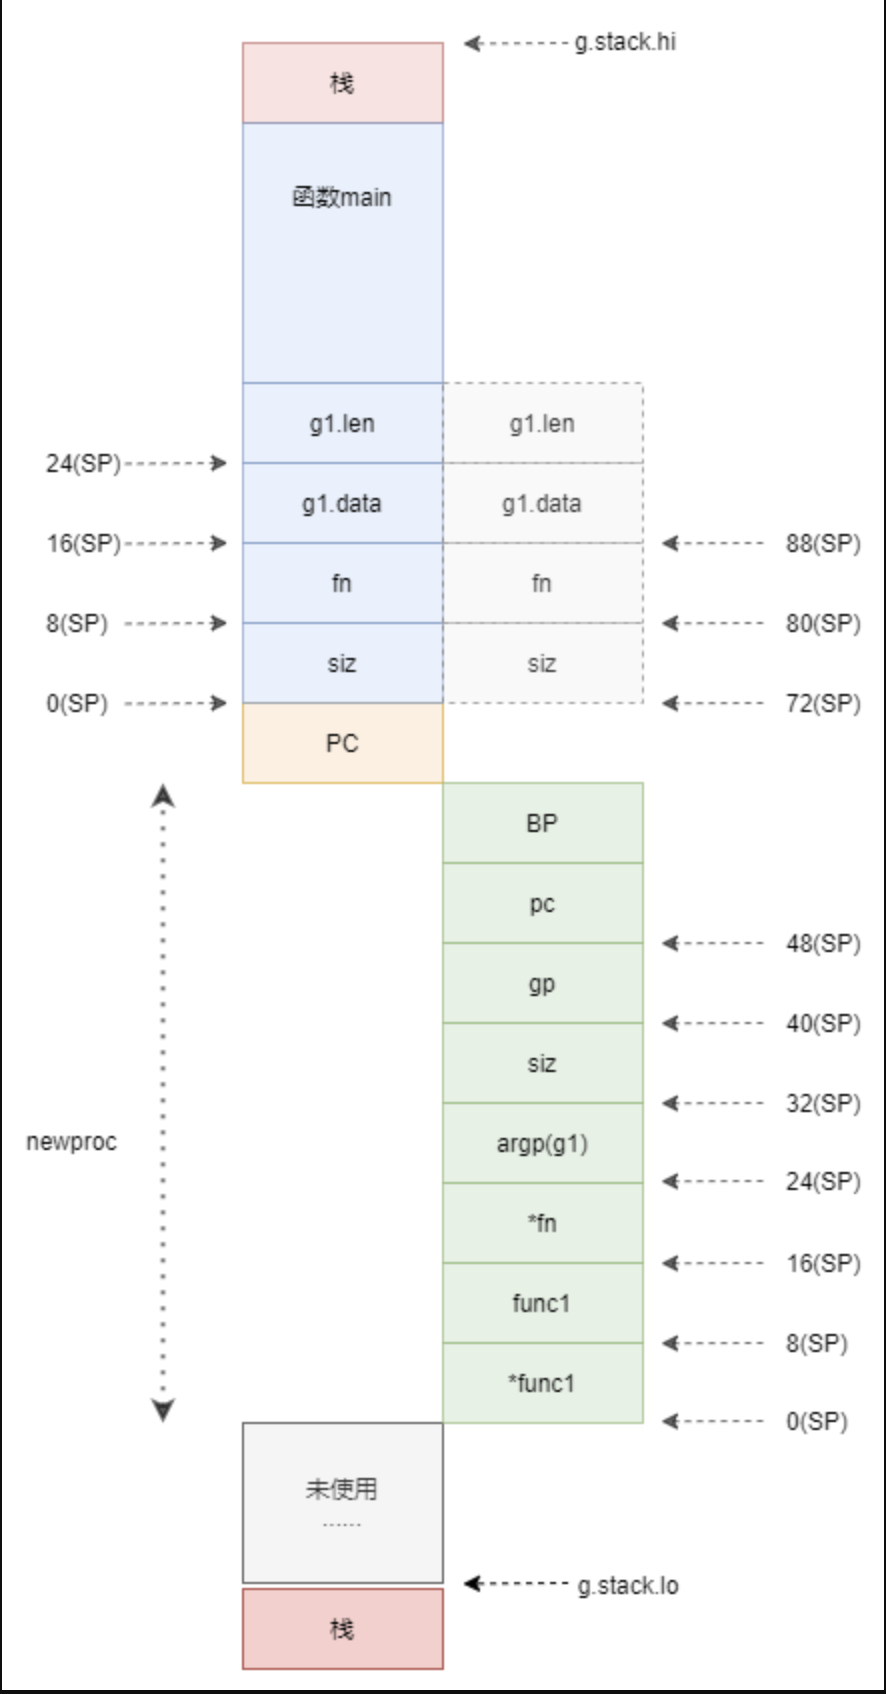 g.stack.hi
栈
函数main
g1.len g1.len
24(SP)
g1.data g1.data
16(SP) 88(SP)
fn fn
8(SP) 80(SP)
siz siz
0(SP) 72(SP)
PC
BP
pc
48(SP)
gp
40(SP)
siz
32(SP)
newproc argp(g1)
24(SP)
*fn
16(SP)
func1
8(SP)
*func1
0(SP)
未使用
......
g.stack.lo
栈